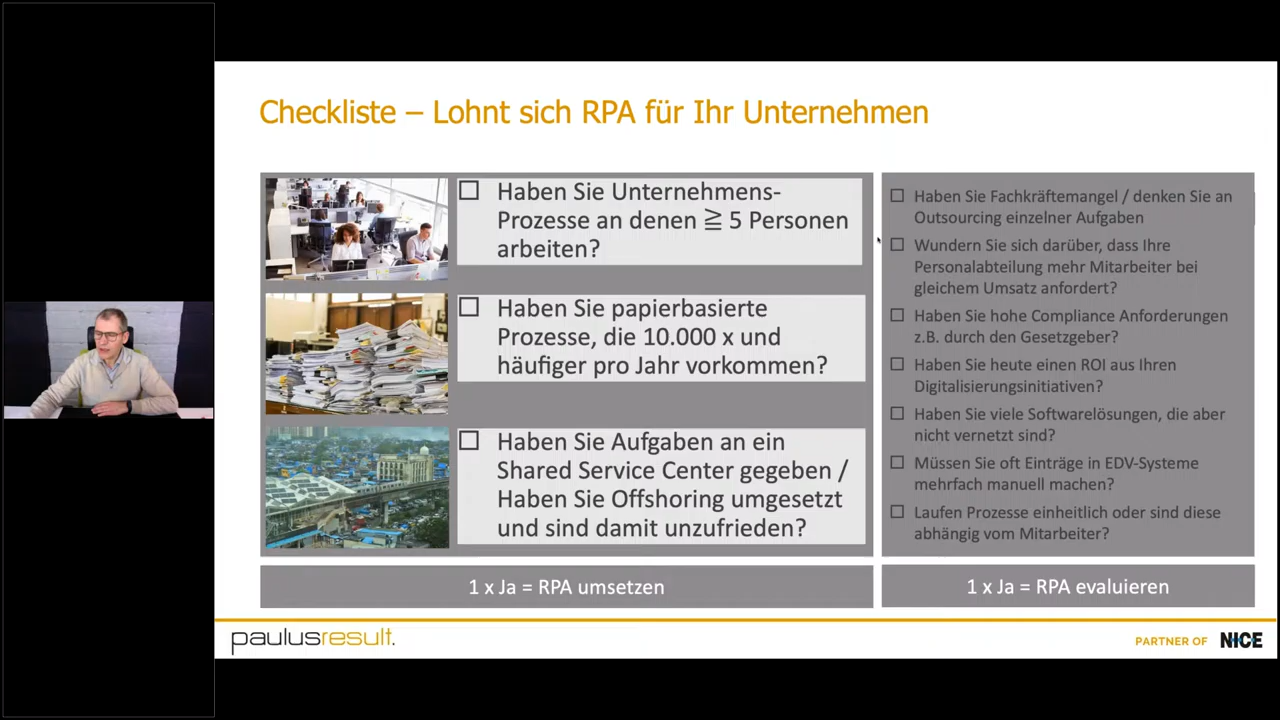 Checkliste – Lohnt sich RPA für Ihr Unternehmen
☐ Haben Sie Unternehmens-
Prozesse an denen ≧ 5 Personen
arbeiten?
☐ Haben Sie papierbasierte
Prozesse, die 10.000 x und
häufiger pro Jahr vorkommen?
☐ Haben Sie Aufgaben an ein
Shared Service Center gegeben /
Haben Sie Offshoring umgesetzt
und sind damit unzufrieden?
1 x Ja = RPA umsetzen
☐ Haben Sie Fachkräftemangel / denken Sie an
Outsourcing einzelner Aufgaben
☐ Wundern Sie sich darüber, dass Ihre
Personalabteilung mehr Mitarbeiter bei
gleichem Umsatz anfordert?
☐ Haben Sie hohe Compliance Anforderungen
z.B. durch den Gesetzgeber?
☐ Haben Sie heute einen ROI aus Ihren
Digitalisierungsinitiativen?
☐ Haben Sie viele Softwarelösungen, die aber
nicht vernetzt sind?
☐ Müssen Sie oft Einträge in EDV-Systeme
mehrfach manuell machen?
☐ Laufen Prozesse einheitlich oder sind diese
abhängig vom Mitarbeiter?
1 x Ja = RPA evaluieren
paulusresult.
PARTNER OF NICE